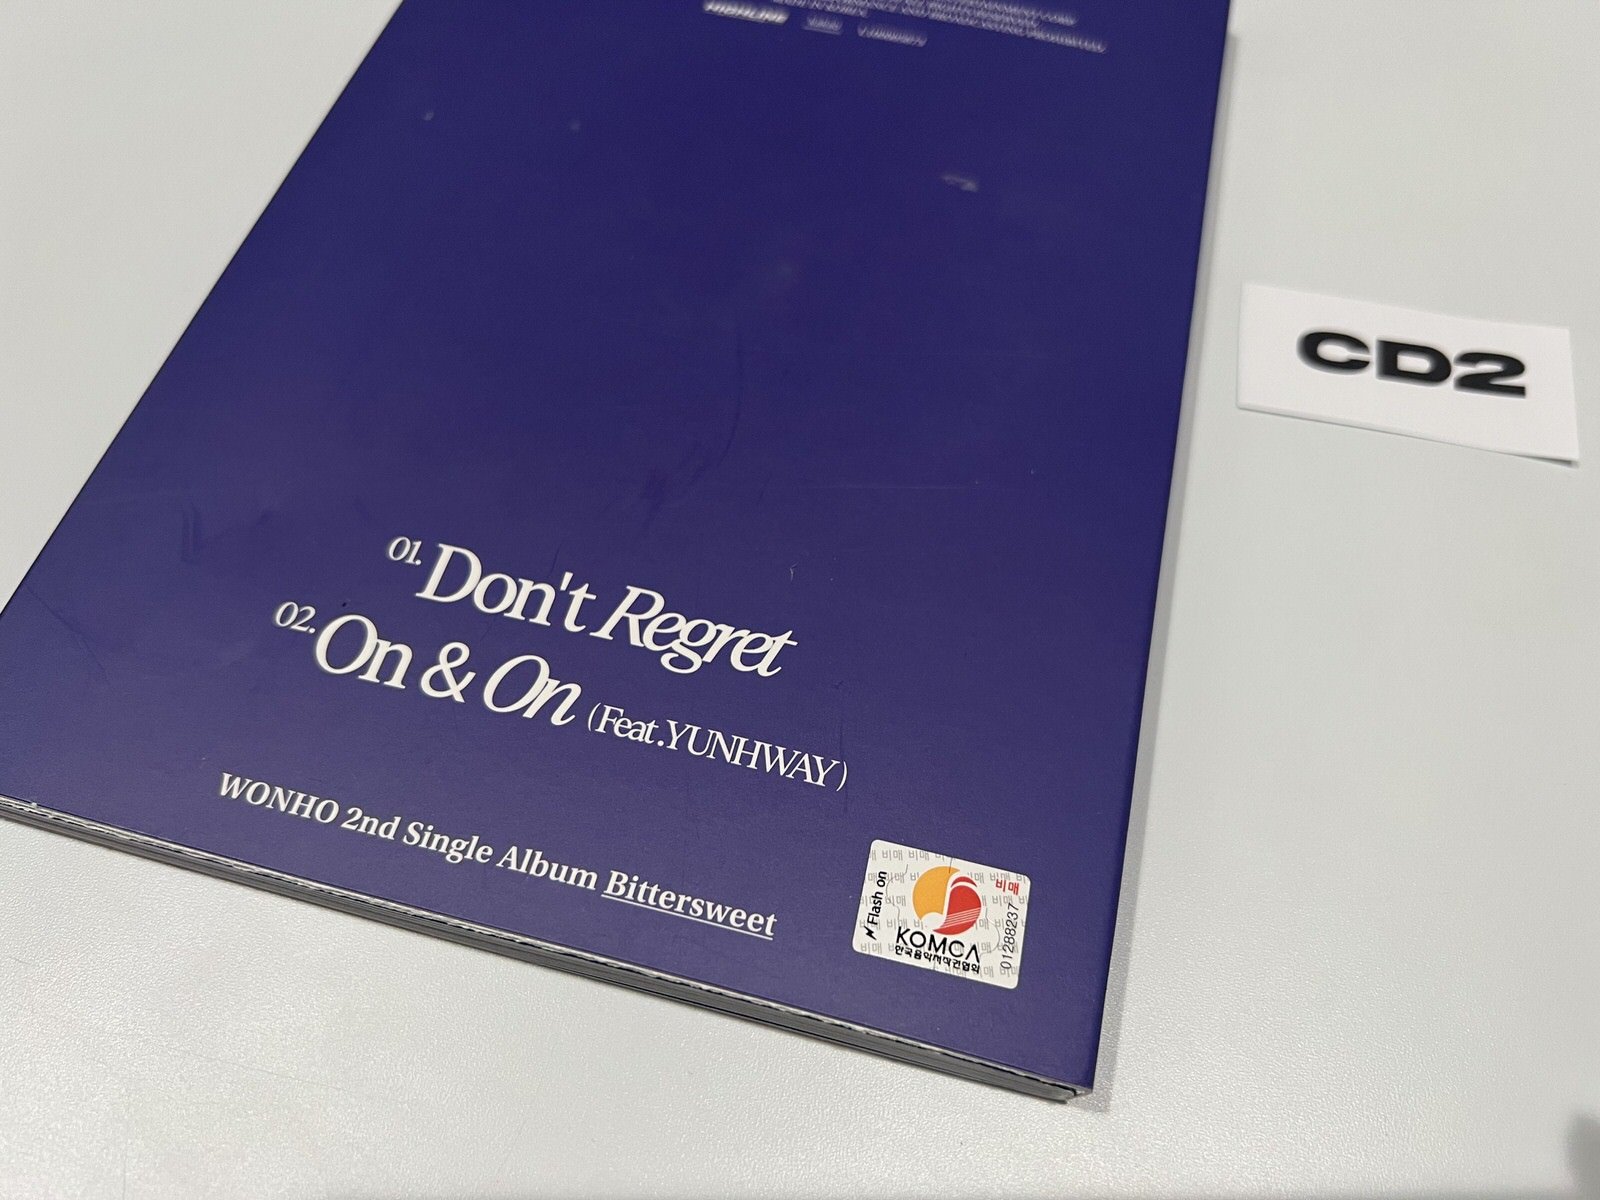 HIGHLINE
CD2
01. Don't Regret
02. On & On (Feat.YUNHWAY)
WONHO 2nd Single Album Bittersweet
Flash on
비매
KOMCA
한국음악저작권협회
01288237